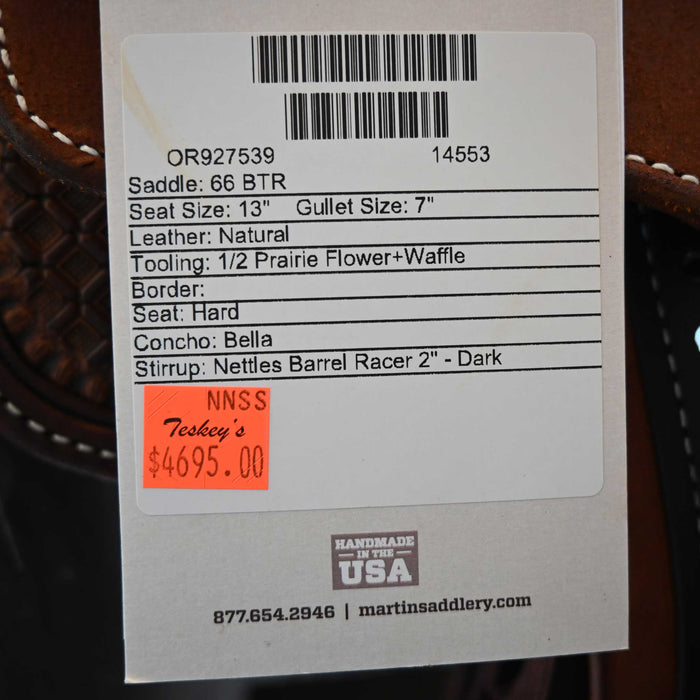 OR927539 14553
Saddle: 66 BTR
Seat Size: 13" Gullet Size: 7"
Leather: Natural
Tooling: 1/2 Prairie Flower+Waffle
Border:
Seat: Hard
Concho: Bella
Stirrup: Nettles Barrel Racer 2" - Dark
NNSS
Teskey's
$4695.00
HANDMADE
IN THE
USA
877.654.2946 | martinsaddlery.com